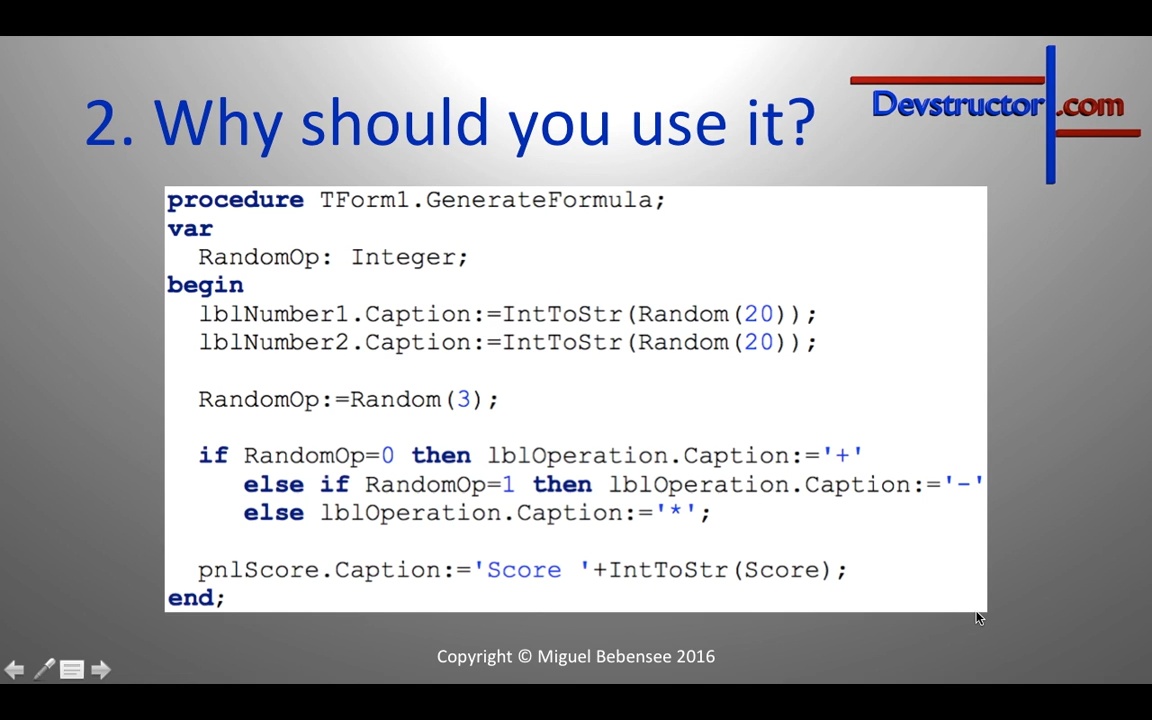 2. Why should you use it?
Devstructor.com
procedure TForm1.GenerateFormula;
var
  RandomOp: Integer;
begin
  lblNumber1.Caption:=IntToStr(Random(20));
  lblNumber2.Caption:=IntToStr(Random(20));
  RandomOp:=Random(3);
  if RandomOp=0 then lblOperation.Caption:='+'
     else if RandomOp=1 then lblOperation.Caption:='-'
     else lblOperation.Caption:='*';
  pnlScore.Caption:='Score '+IntToStr(Score);
end;
Copyright © Miguel Bebensee 2016